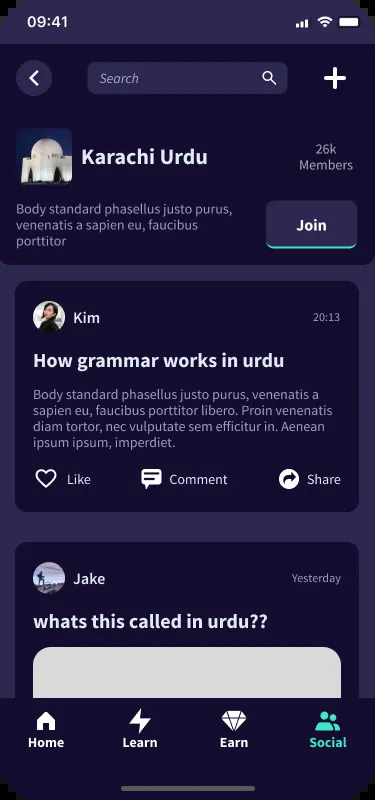 09:41
Search
Karachi Urdu
26k
Members
Body standard phasellus justo purus,
venenatis a sapien eu, faucibus
porttitor
Join
Kim
20:13
How grammar works in urdu
Body standard phasellus justo purus, venenatis a
sapien eu, faucibus porttitor libero. Proin venenatis
diam tortor, nec vulputate sem efficitur in. Aenean
ipsum ipsum, imperdiet.
Like
Comment
Share
Jake
Yesterday
whats this called in urdu??
Home
Learn
Earn
Social